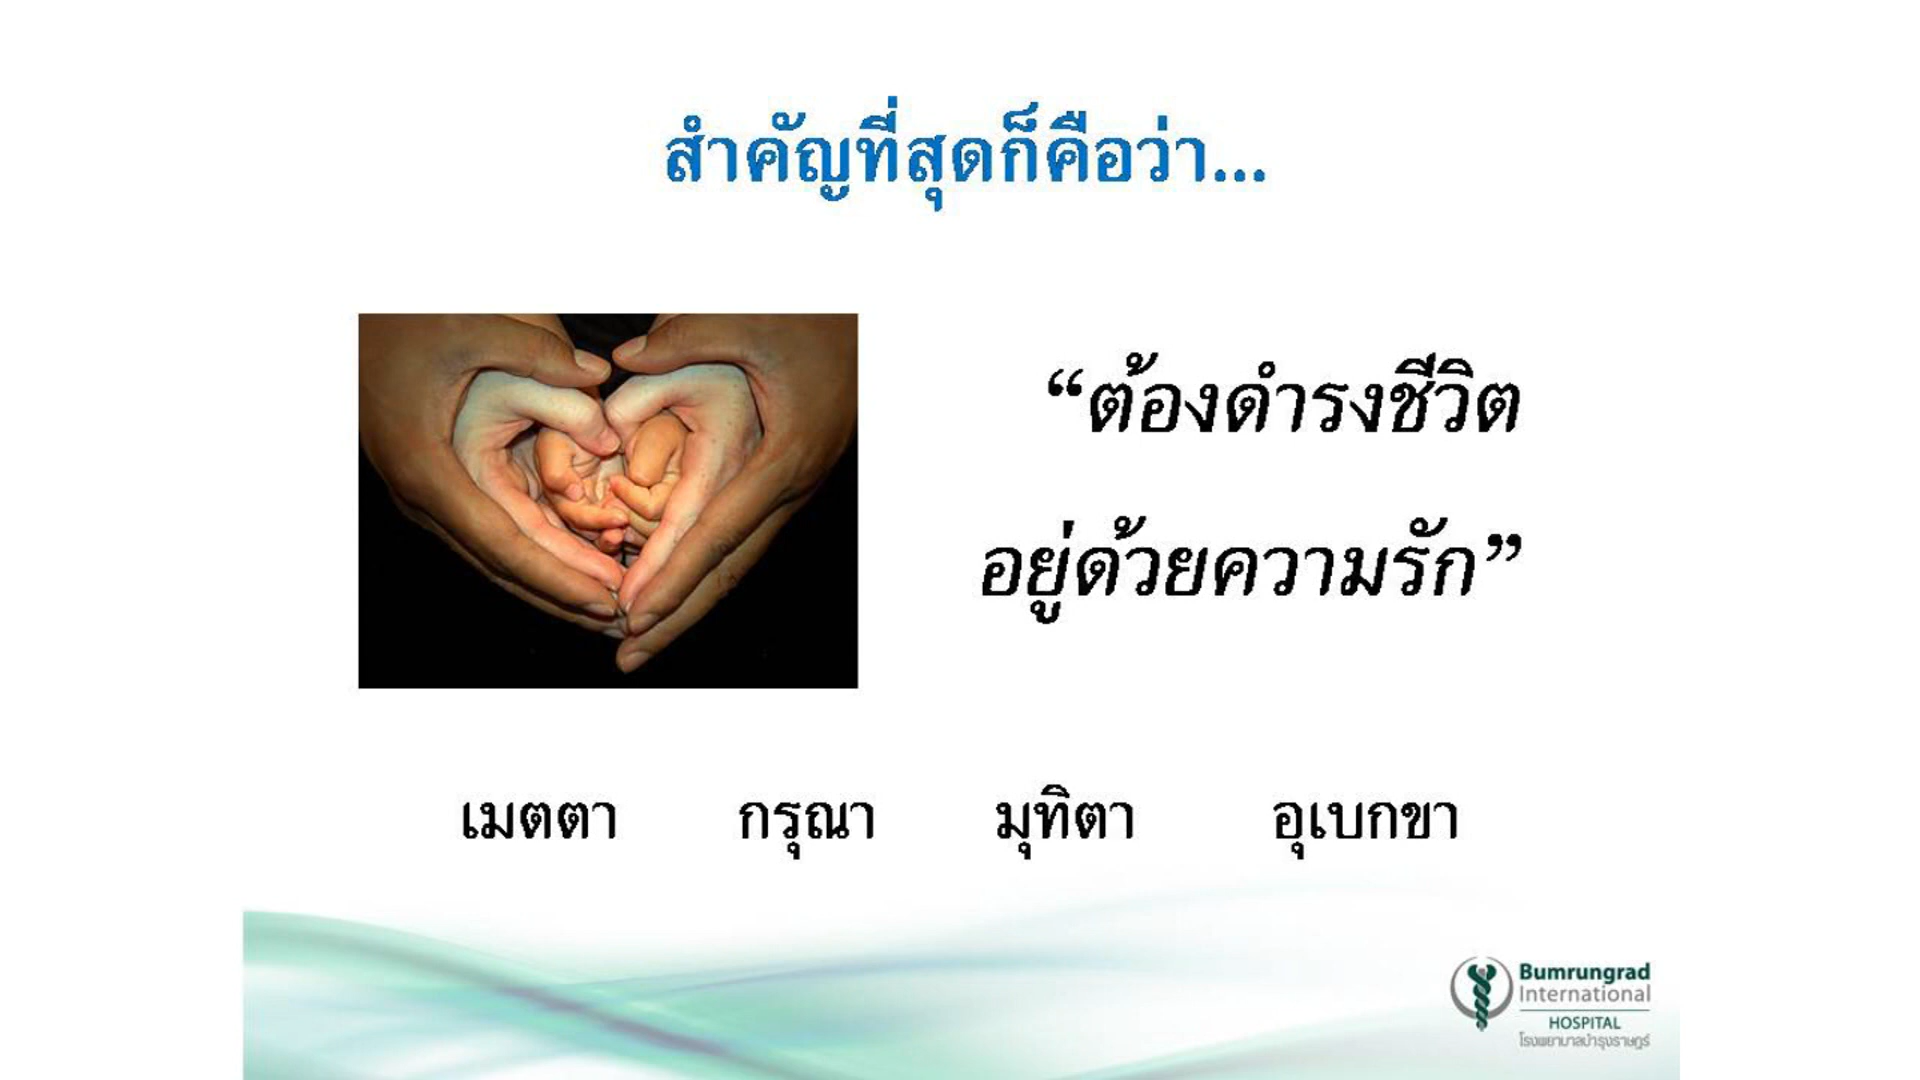 สำคัญที่สุดก็คือว่า...
“ต้องดำรงชีวิต
อยู่ด้วยความรัก”
เมตตา กรุณา มุทิตา อุเบกขา
Bumrungrad
International
HOSPITAL
โรงพยาบาลบำรุงราษฎร์